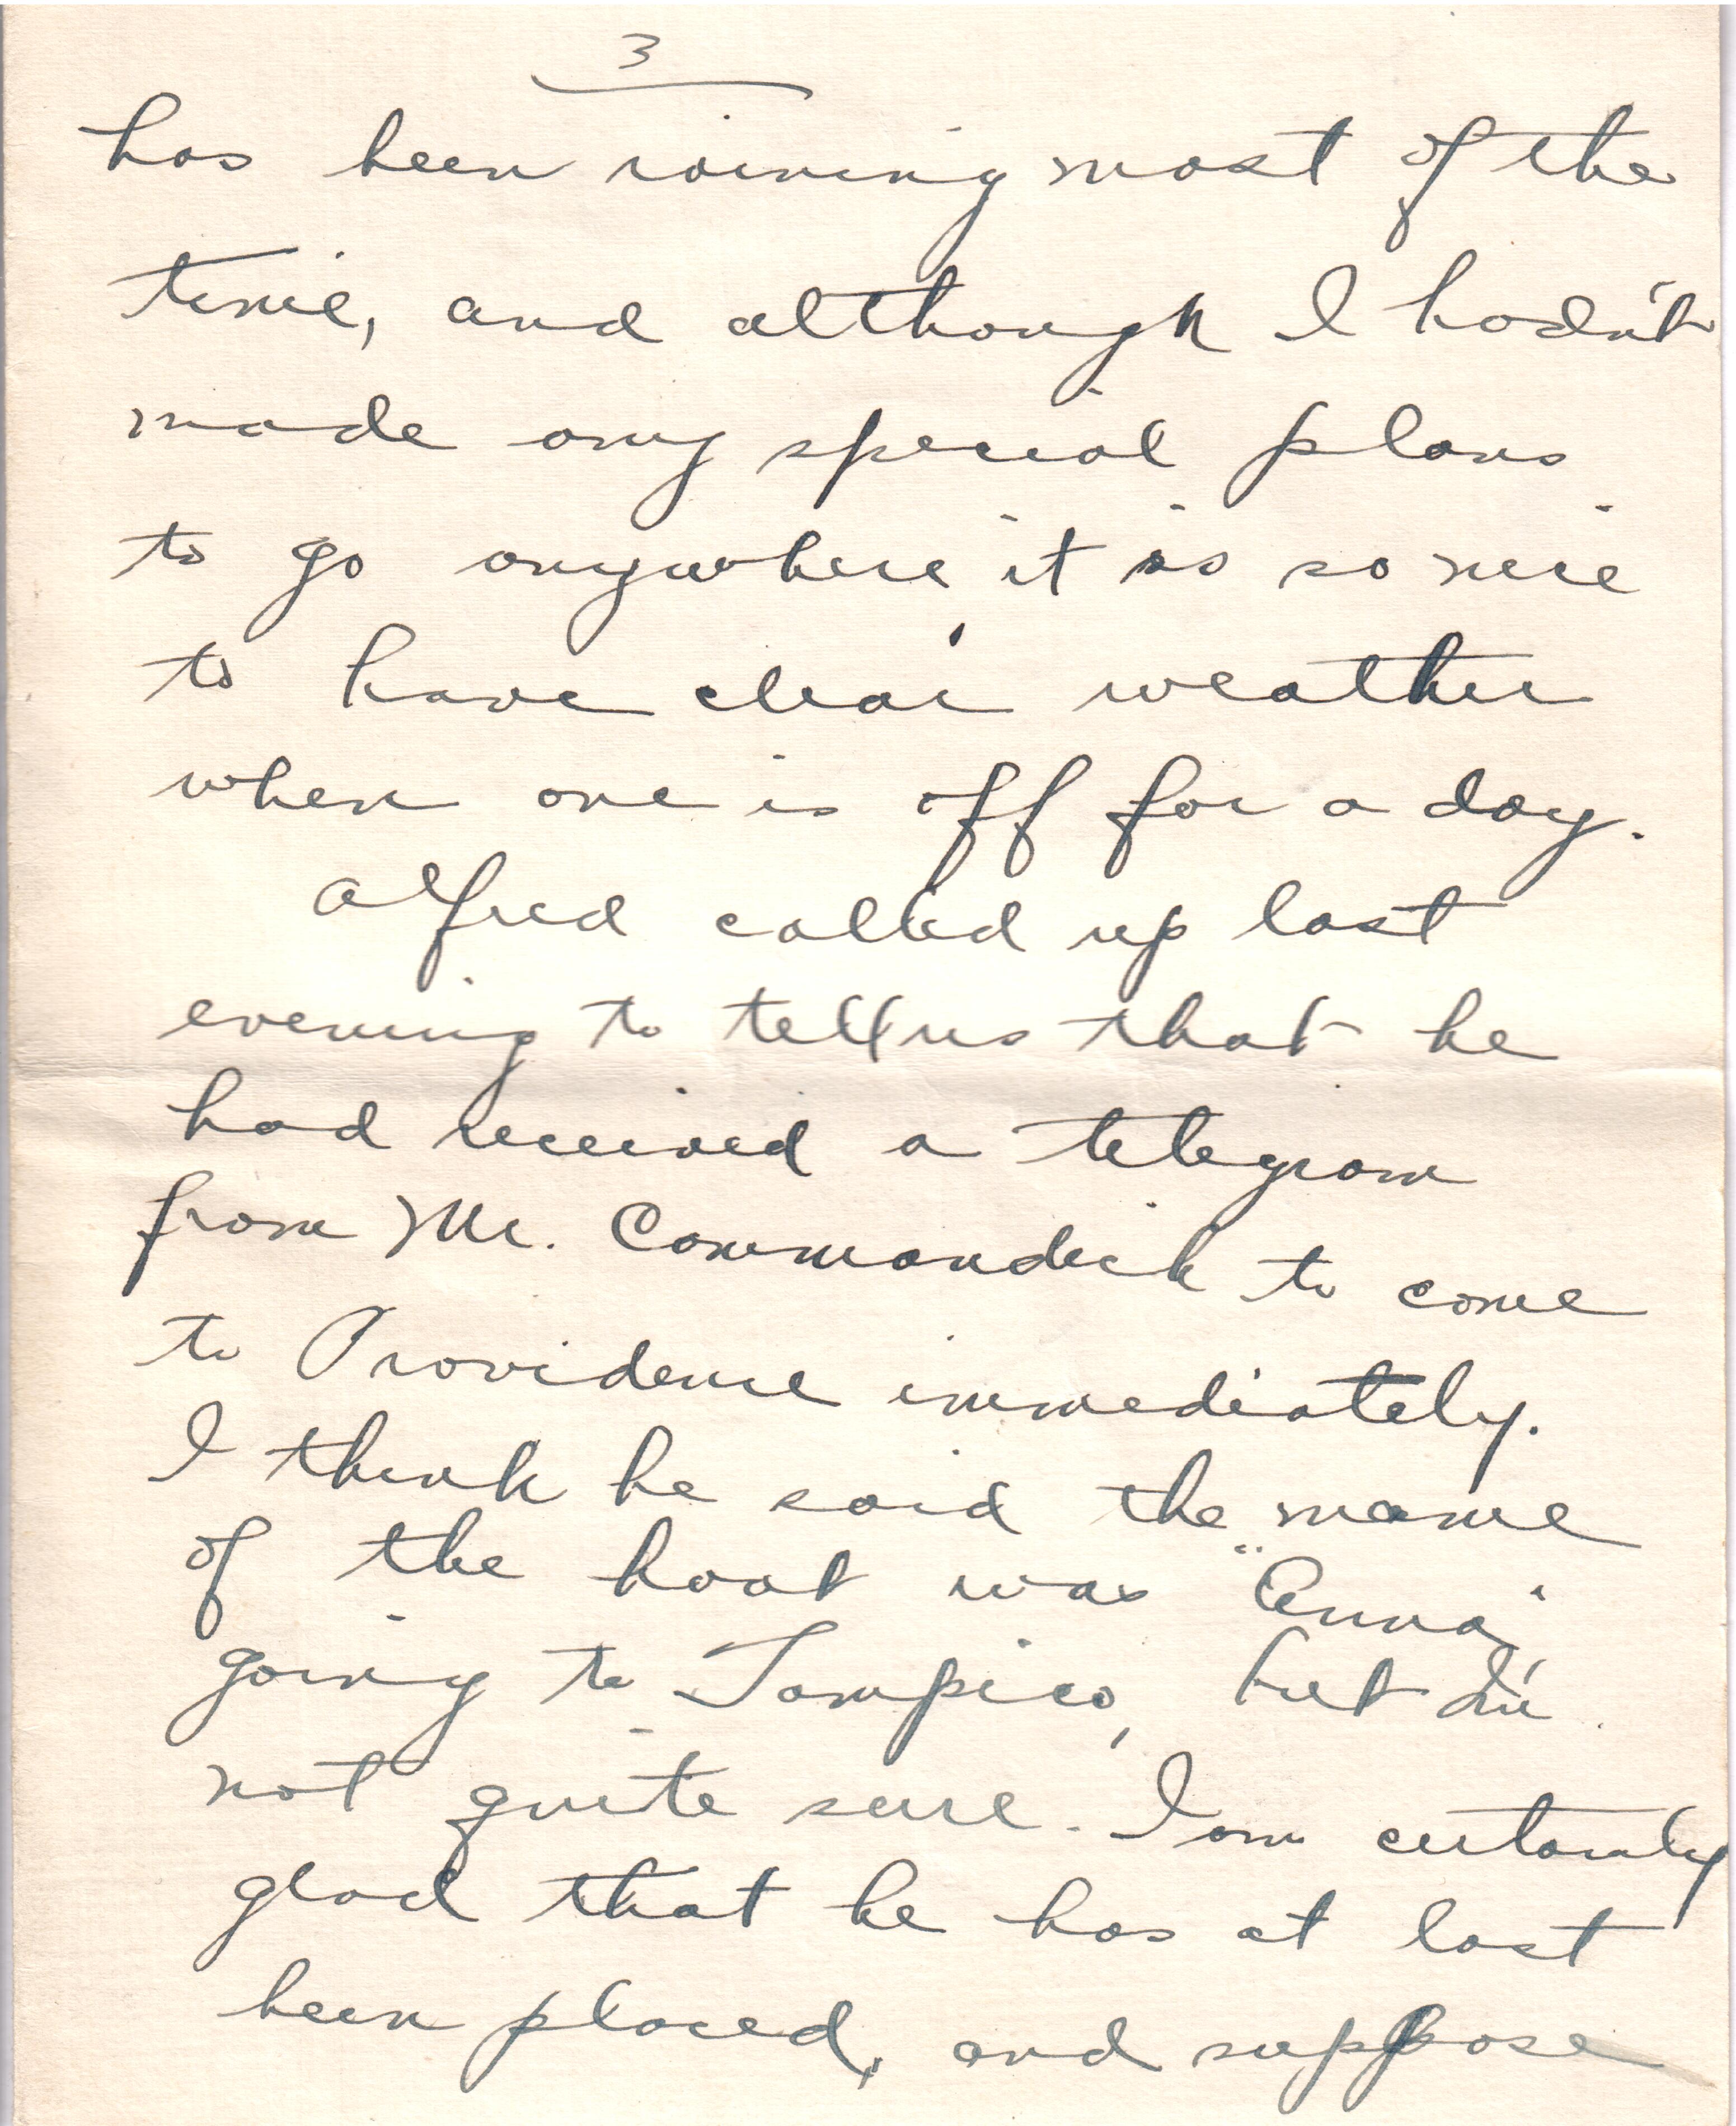 3
has been raining most of the
time, and although I hadn't
made any special plans
to go anywhere, it is so nice
to have clear weather
when one is off for a day.
Alfred called up last
evening to tell us that he
had received a telegram
from Mr. Commandick to come
to Providence immediately.
I think he said the name
of the boat was "Anna,"
going to Tampico, but I'm
not quite sure. I am certainly
glad that he has at last
been placed, and suppose